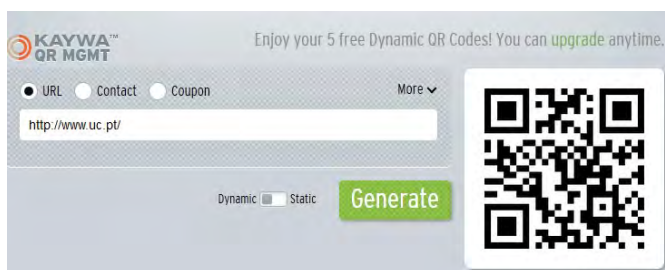 KAYWA™
QR MGMT
Enjoy your 5 free Dynamic QR Codes! You can upgrade anytime.
URL Contact Coupon More
http://www.uc.pt/
Dynamic Static Generate